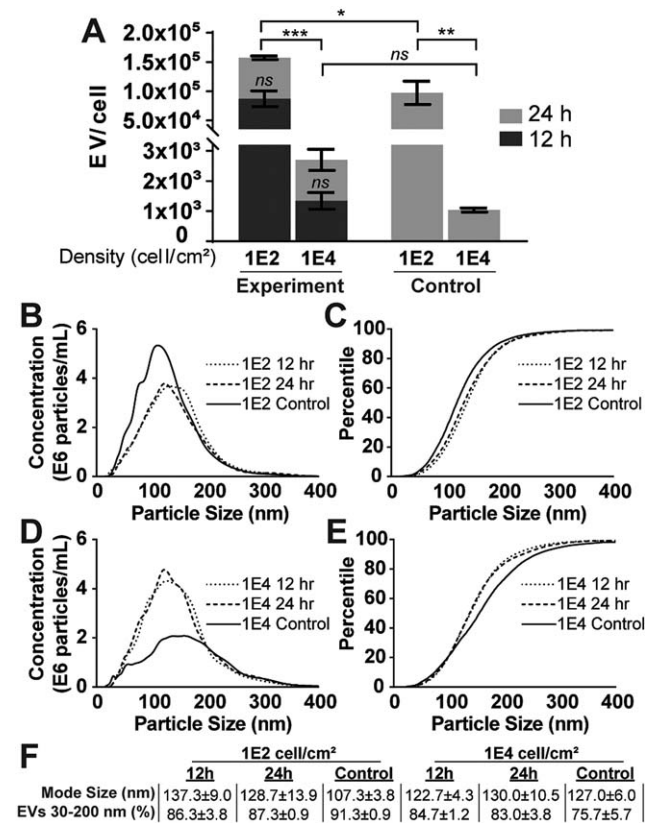 A
2.0x10⁵
1.5x10⁵
1.0x10⁵
5.0x10⁴
3x10³
2x10³
1x10³
0
EV/cell
*
***
**
ns
ns
ns
24 h
12 h
Density (cell/cm²) 1E2 1E4 1E2 1E4
Experiment Control
B
Concentration
(E6 particles/mL)
6
4
2
0
1E2 12 hr
1E2 24 hr
1E2 Control
0 100 200 300 400
Particle Size (nm)
C
Percentile
100
80
60
40
20
0
1E2 12 hr
1E2 24 hr
1E2 Control
0 100 200 300 400
Particle Size (nm)
D
Concentration
(E6 particles/mL)
6
4
2
0
1E4 12 hr
1E4 24 hr
1E4 Control
0 100 200 300 400
Particle Size (nm)
E
Percentile
100
80
60
40
20
0
1E4 12 hr
1E4 24 hr
1E4 Control
0 100 200 300 400
Particle Size (nm)
F
1E2 cell/cm² 1E4 cell/cm²
12h 24h Control 12h 24h Control
Mode Size (nm) 137.3±9.0 128.7±13.9 107.3±3.8 122.7±4.3 130.0±10.5 127.0±6.0
EVs 30-200 nm (%) 86.3±3.8 87.3±0.9 91.3±0.9 84.7±1.2 83.0±3.8 75.7±5.7